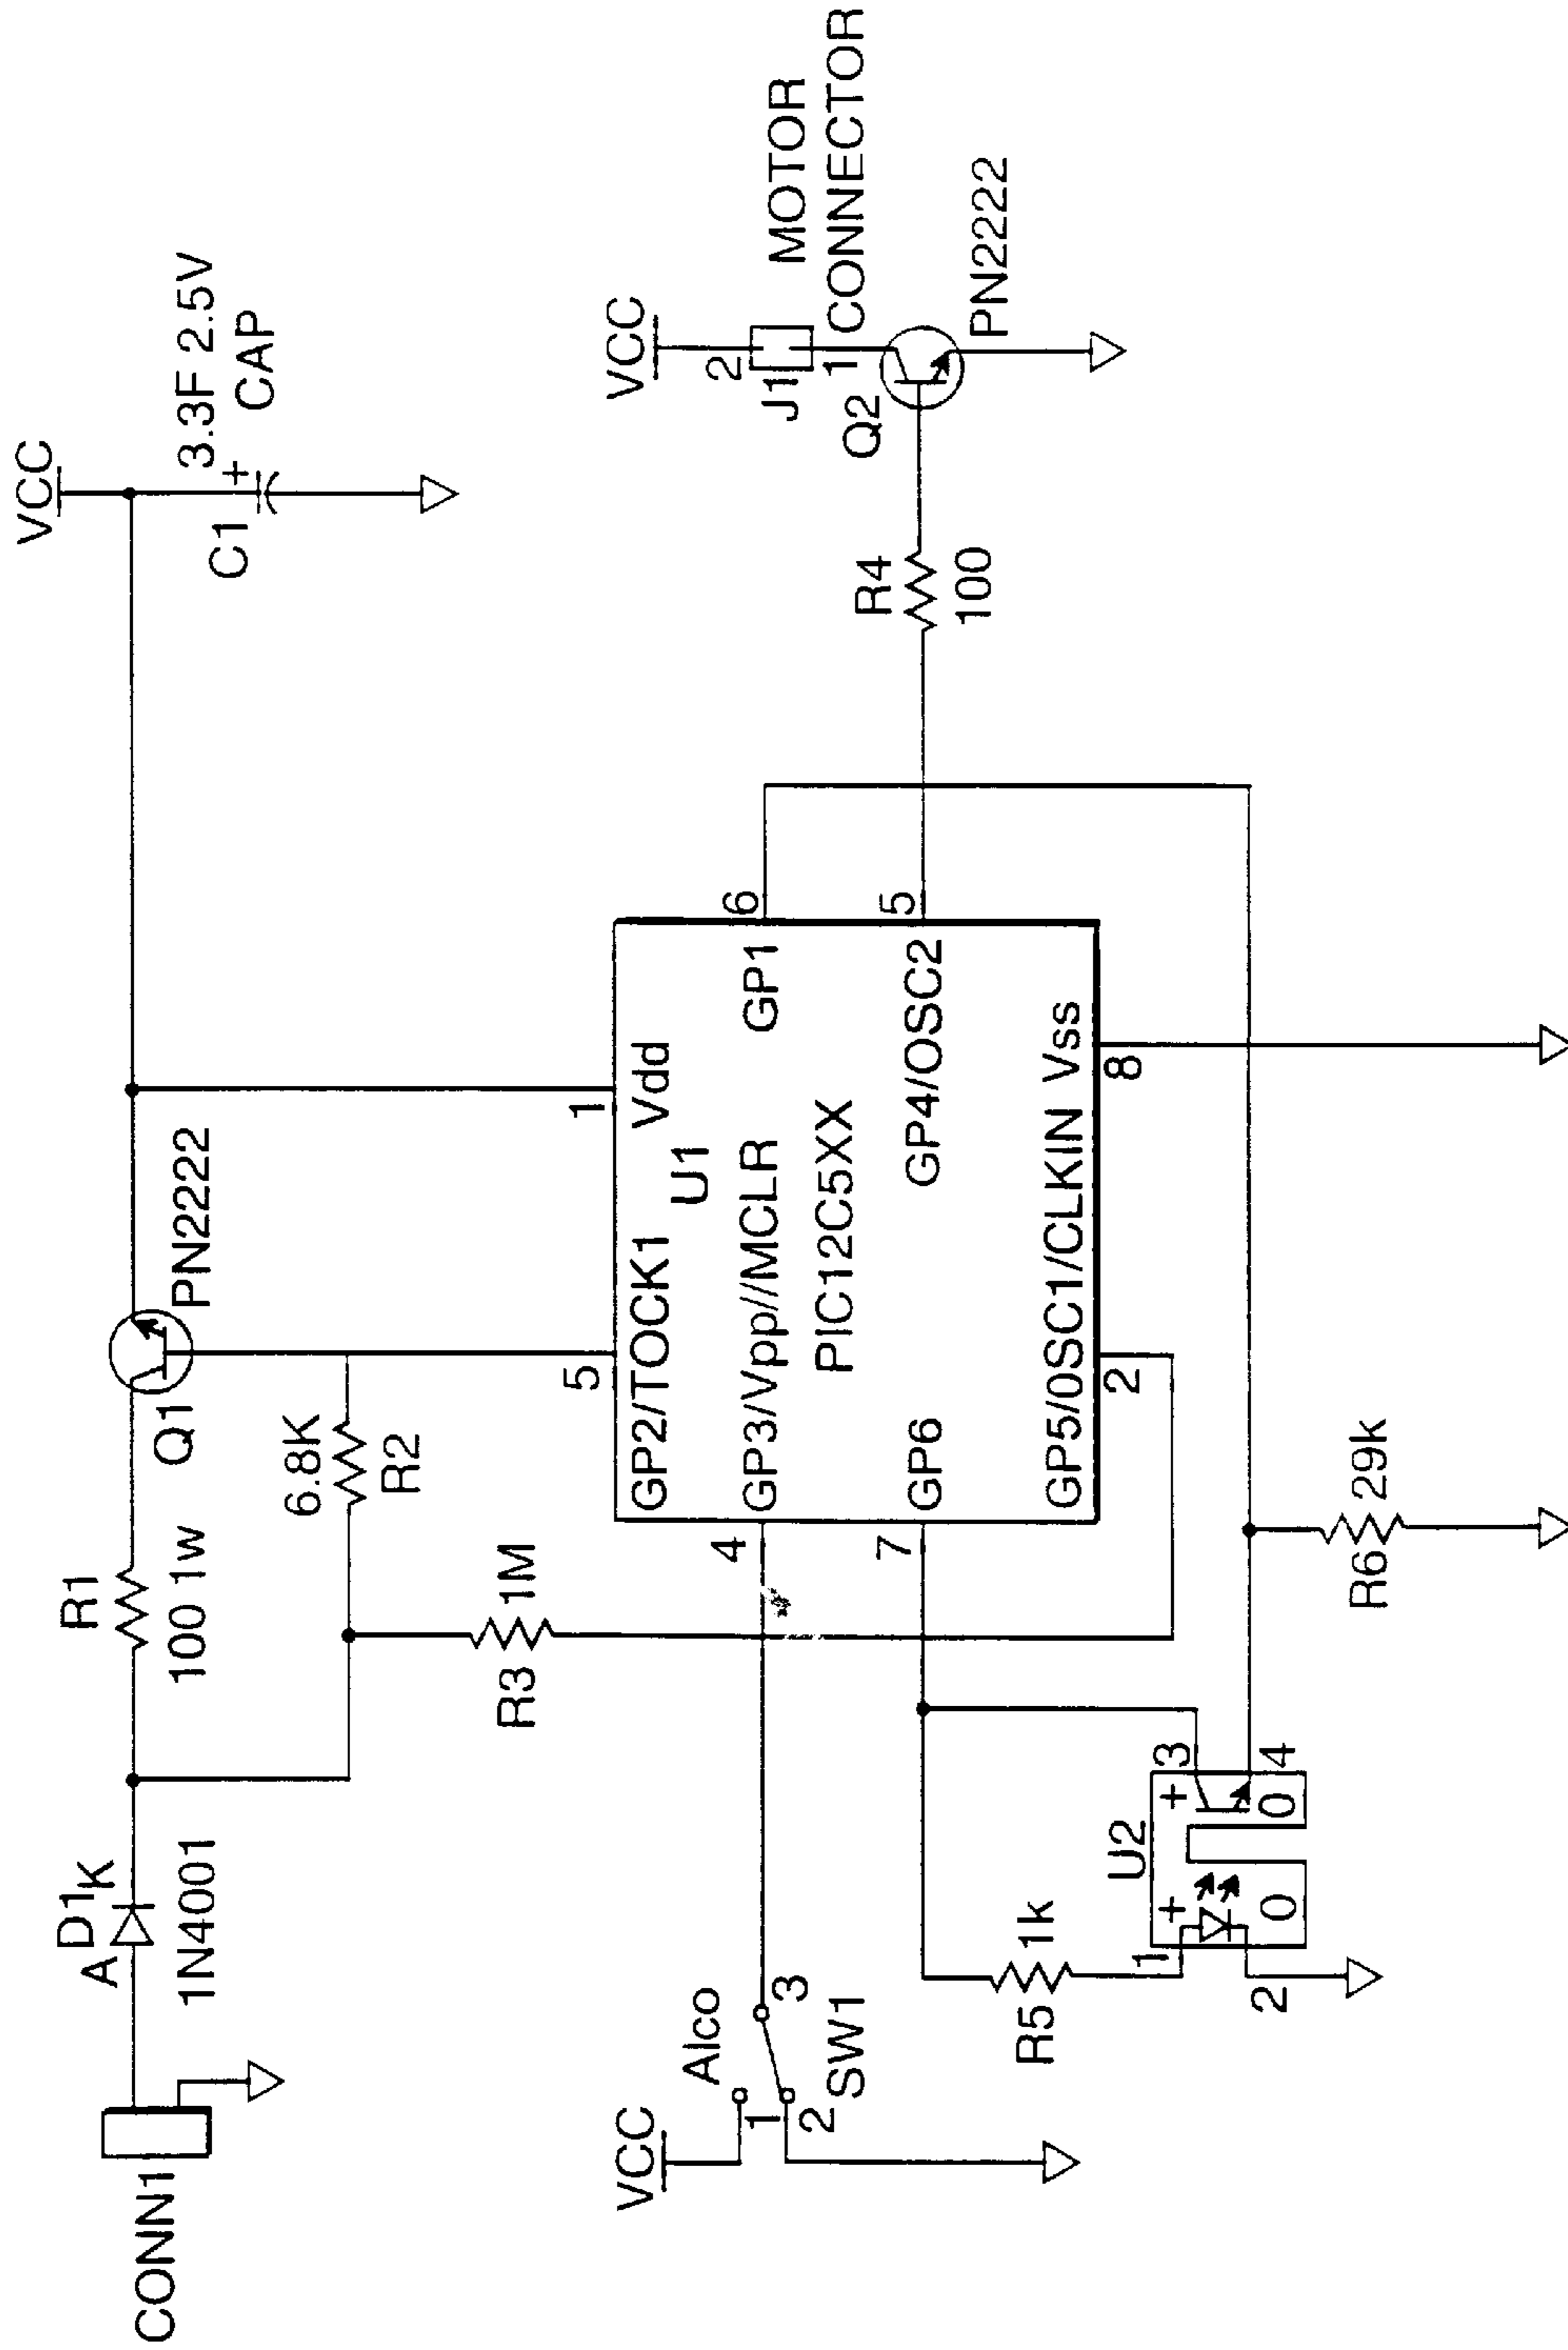 VCC
3.3F 2.5V
CAP
C1
+
CONN1
D1
A
K
1N4001
R1
100 1w
Q1
PN2222
6.8K
R2
R3
1M
VCC
Alco
1
2
3
SW1
5
1
GP2/TOCK1
Vdd
U1
4
GP3/Vpp//MCLR
GP1
6
PIC12C5XX
7
GP6
GP4/OSC2
5
GP5/0SC1/CLKIN
Vss
2
8
R4
100
VCC
2
J1
1
MOTOR
CONNECTOR
Q2
PN2222
R5
1k
U2
1
+
+
3
2
0
0
4
R6
29k